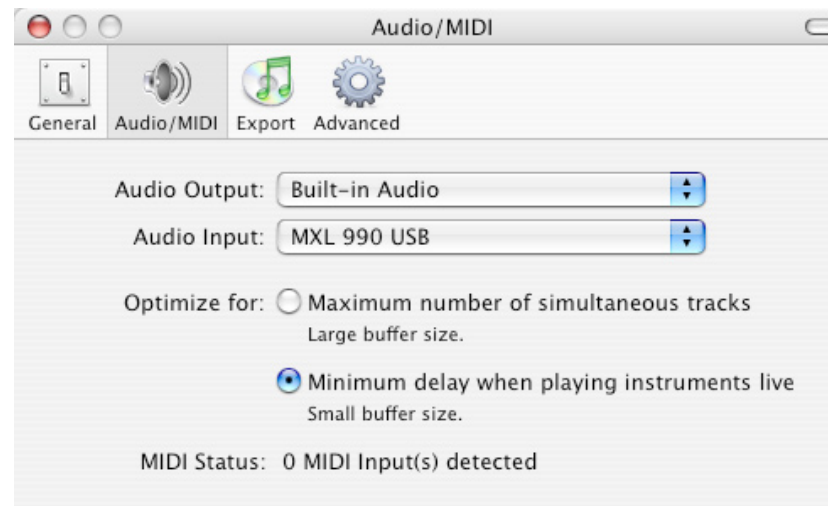 Audio/MIDI
General Audio/MIDI Export Advanced
Audio Output: Built-in Audio
Audio Input: MXL 990 USB
Optimize for: Maximum number of simultaneous tracks
Large buffer size.
Minimum delay when playing instruments live
Small buffer size.
MIDI Status: 0 MIDI Input(s) detected